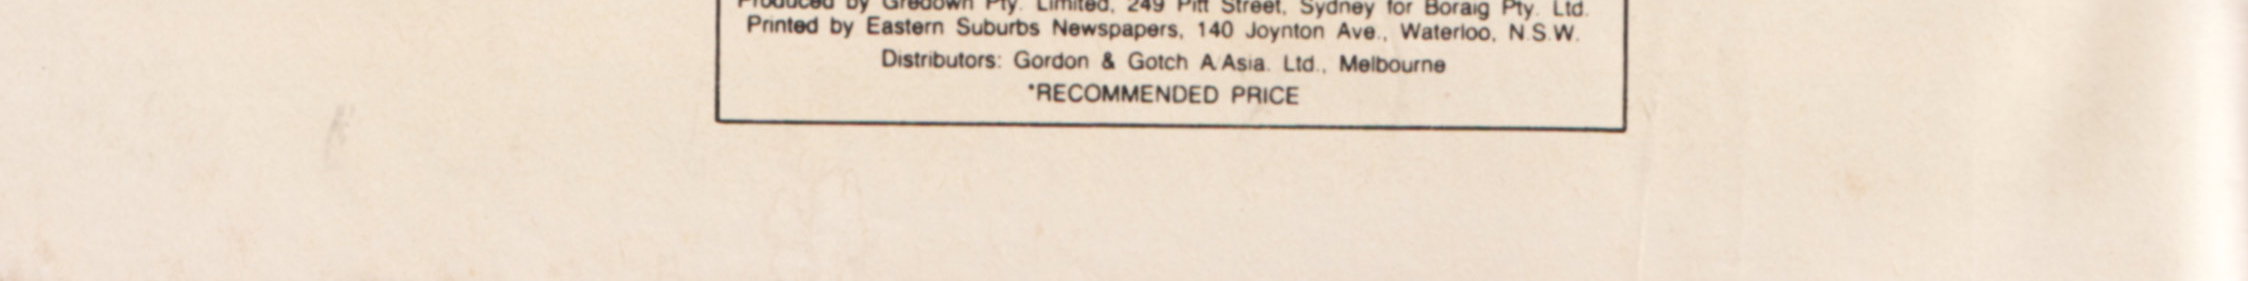 Produced by Gredown Pty. Limited, 249 Pitt Street, Sydney for Boraig Pty. Ltd.
Printed by Eastern Suburbs Newspapers, 140 Joynton Ave., Waterloo, N.S.W.
Distributors: Gordon & Gotch A.Asia. Ltd., Melbourne
*RECOMMENDED PRICE